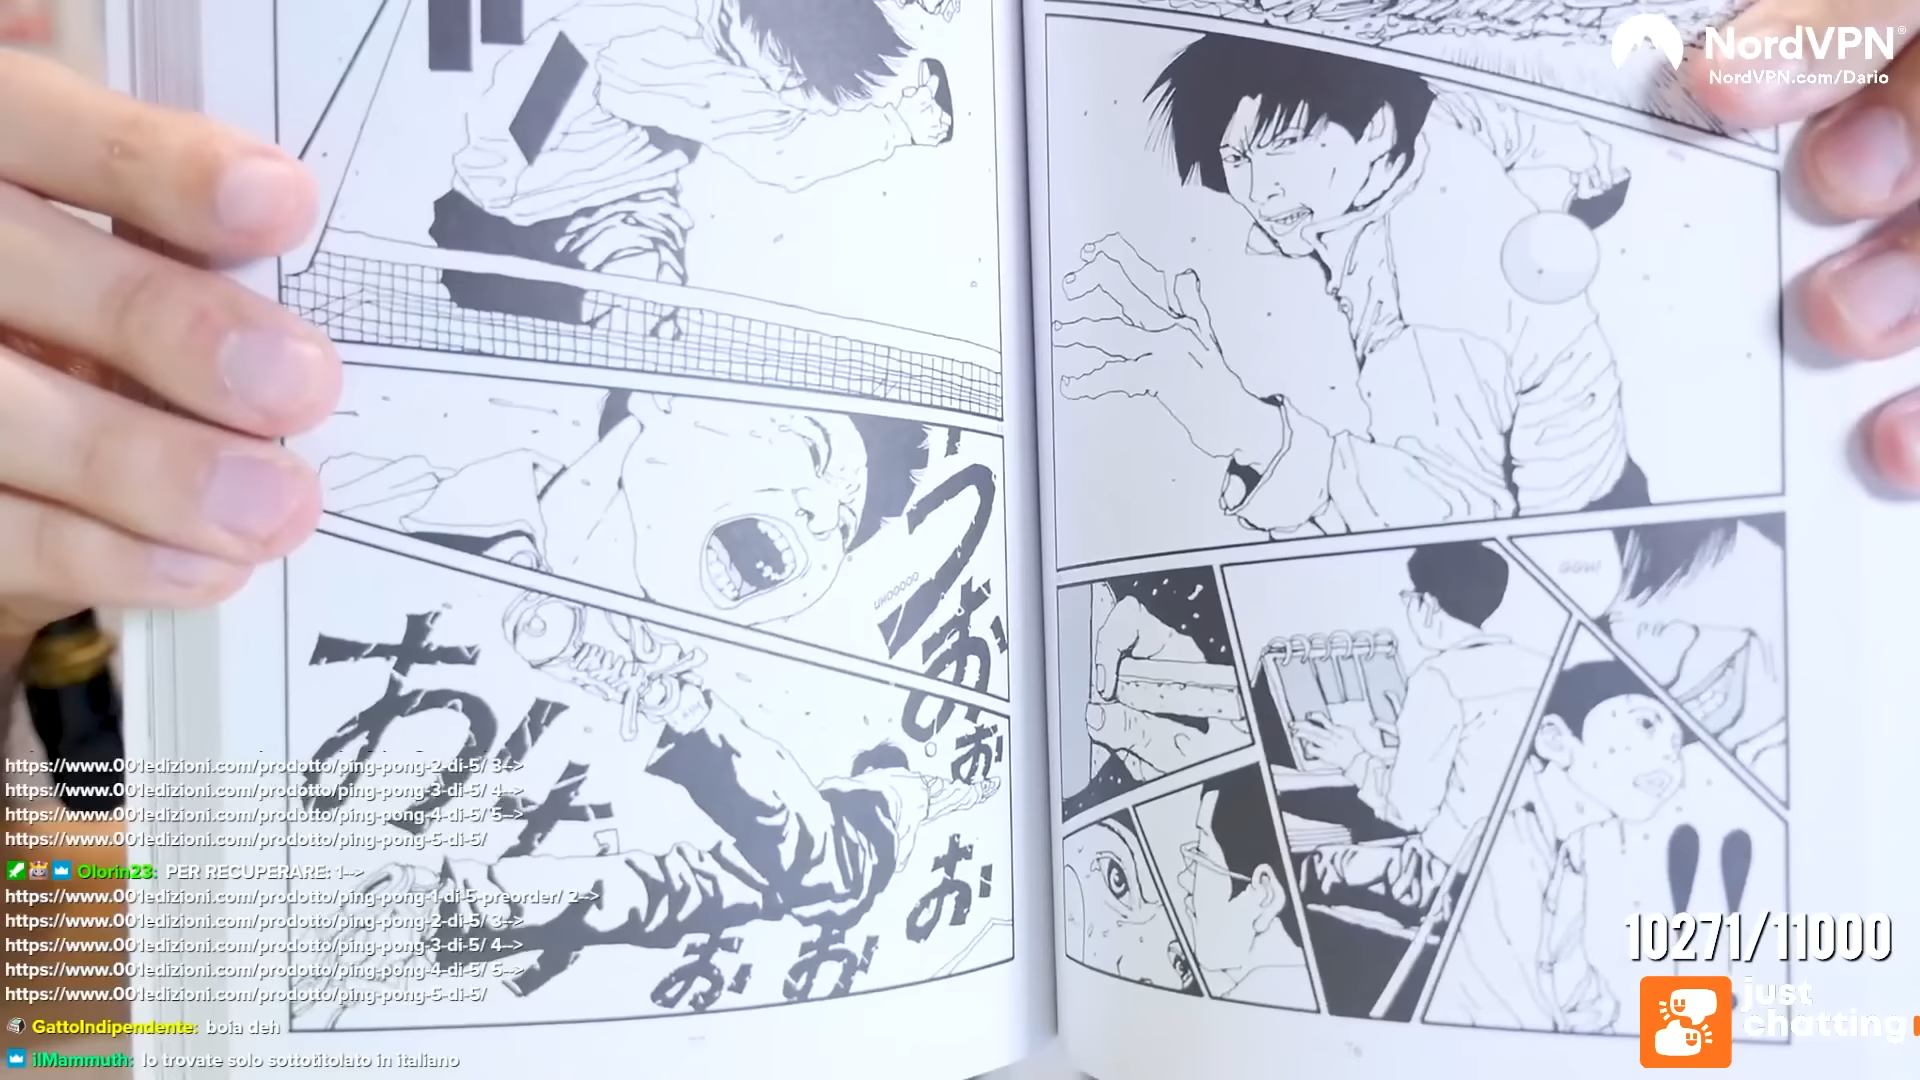 NordVPN®
NordVPN.com/Dario
UHOOOOO
つ
お
お
お
お
お
お
https://www.001edizioni.com/prodotto/ping-pong-2-di-5/ 3-->
https://www.001edizioni.com/prodotto/ping-pong-3-di-5/ 4-->
https://www.001edizioni.com/prodotto/ping-pong-4-di-5/ 5-->
https://www.001edizioni.com/prodotto/ping-pong-5-di-5/
Olorin23: PER RECUPERARE: 1-->
https://www.001edizioni.com/prodotto/ping-pong-1-di-5-preorder/ 2-->
https://www.001edizioni.com/prodotto/ping-pong-2-di-5/ 3-->
https://www.001edizioni.com/prodotto/ping-pong-3-di-5/ 4-->
https://www.001edizioni.com/prodotto/ping-pong-4-di-5/ 5-->
https://www.001edizioni.com/prodotto/ping-pong-5-di-5/
GattoIndipendente: boia deh
ilMammuth: lo trovate solo sottotitolato in italiano
10271/11000
just
chatting